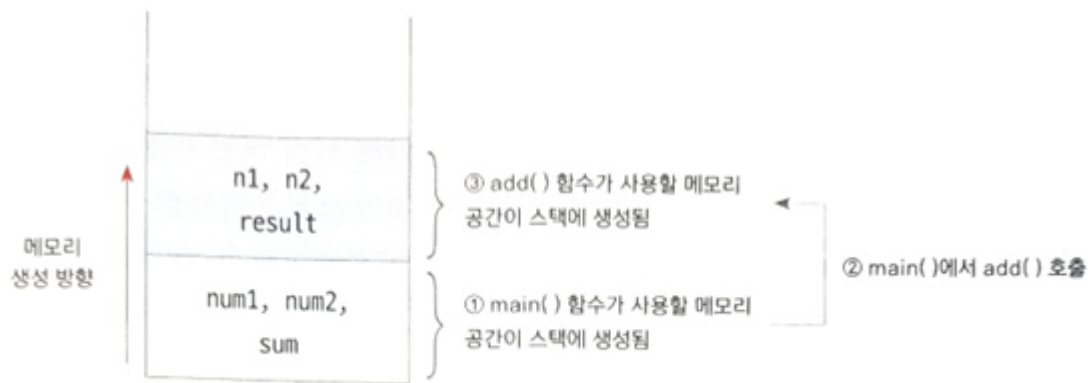 n1, n2,
result
③ add( ) 함수가 사용할 메모리
공간이 스택에 생성됨
메모리
생성 방향
② main( )에서 add( ) 호출
num1, num2,
sum
① main( ) 함수가 사용할 메모리
공간이 스택에 생성됨